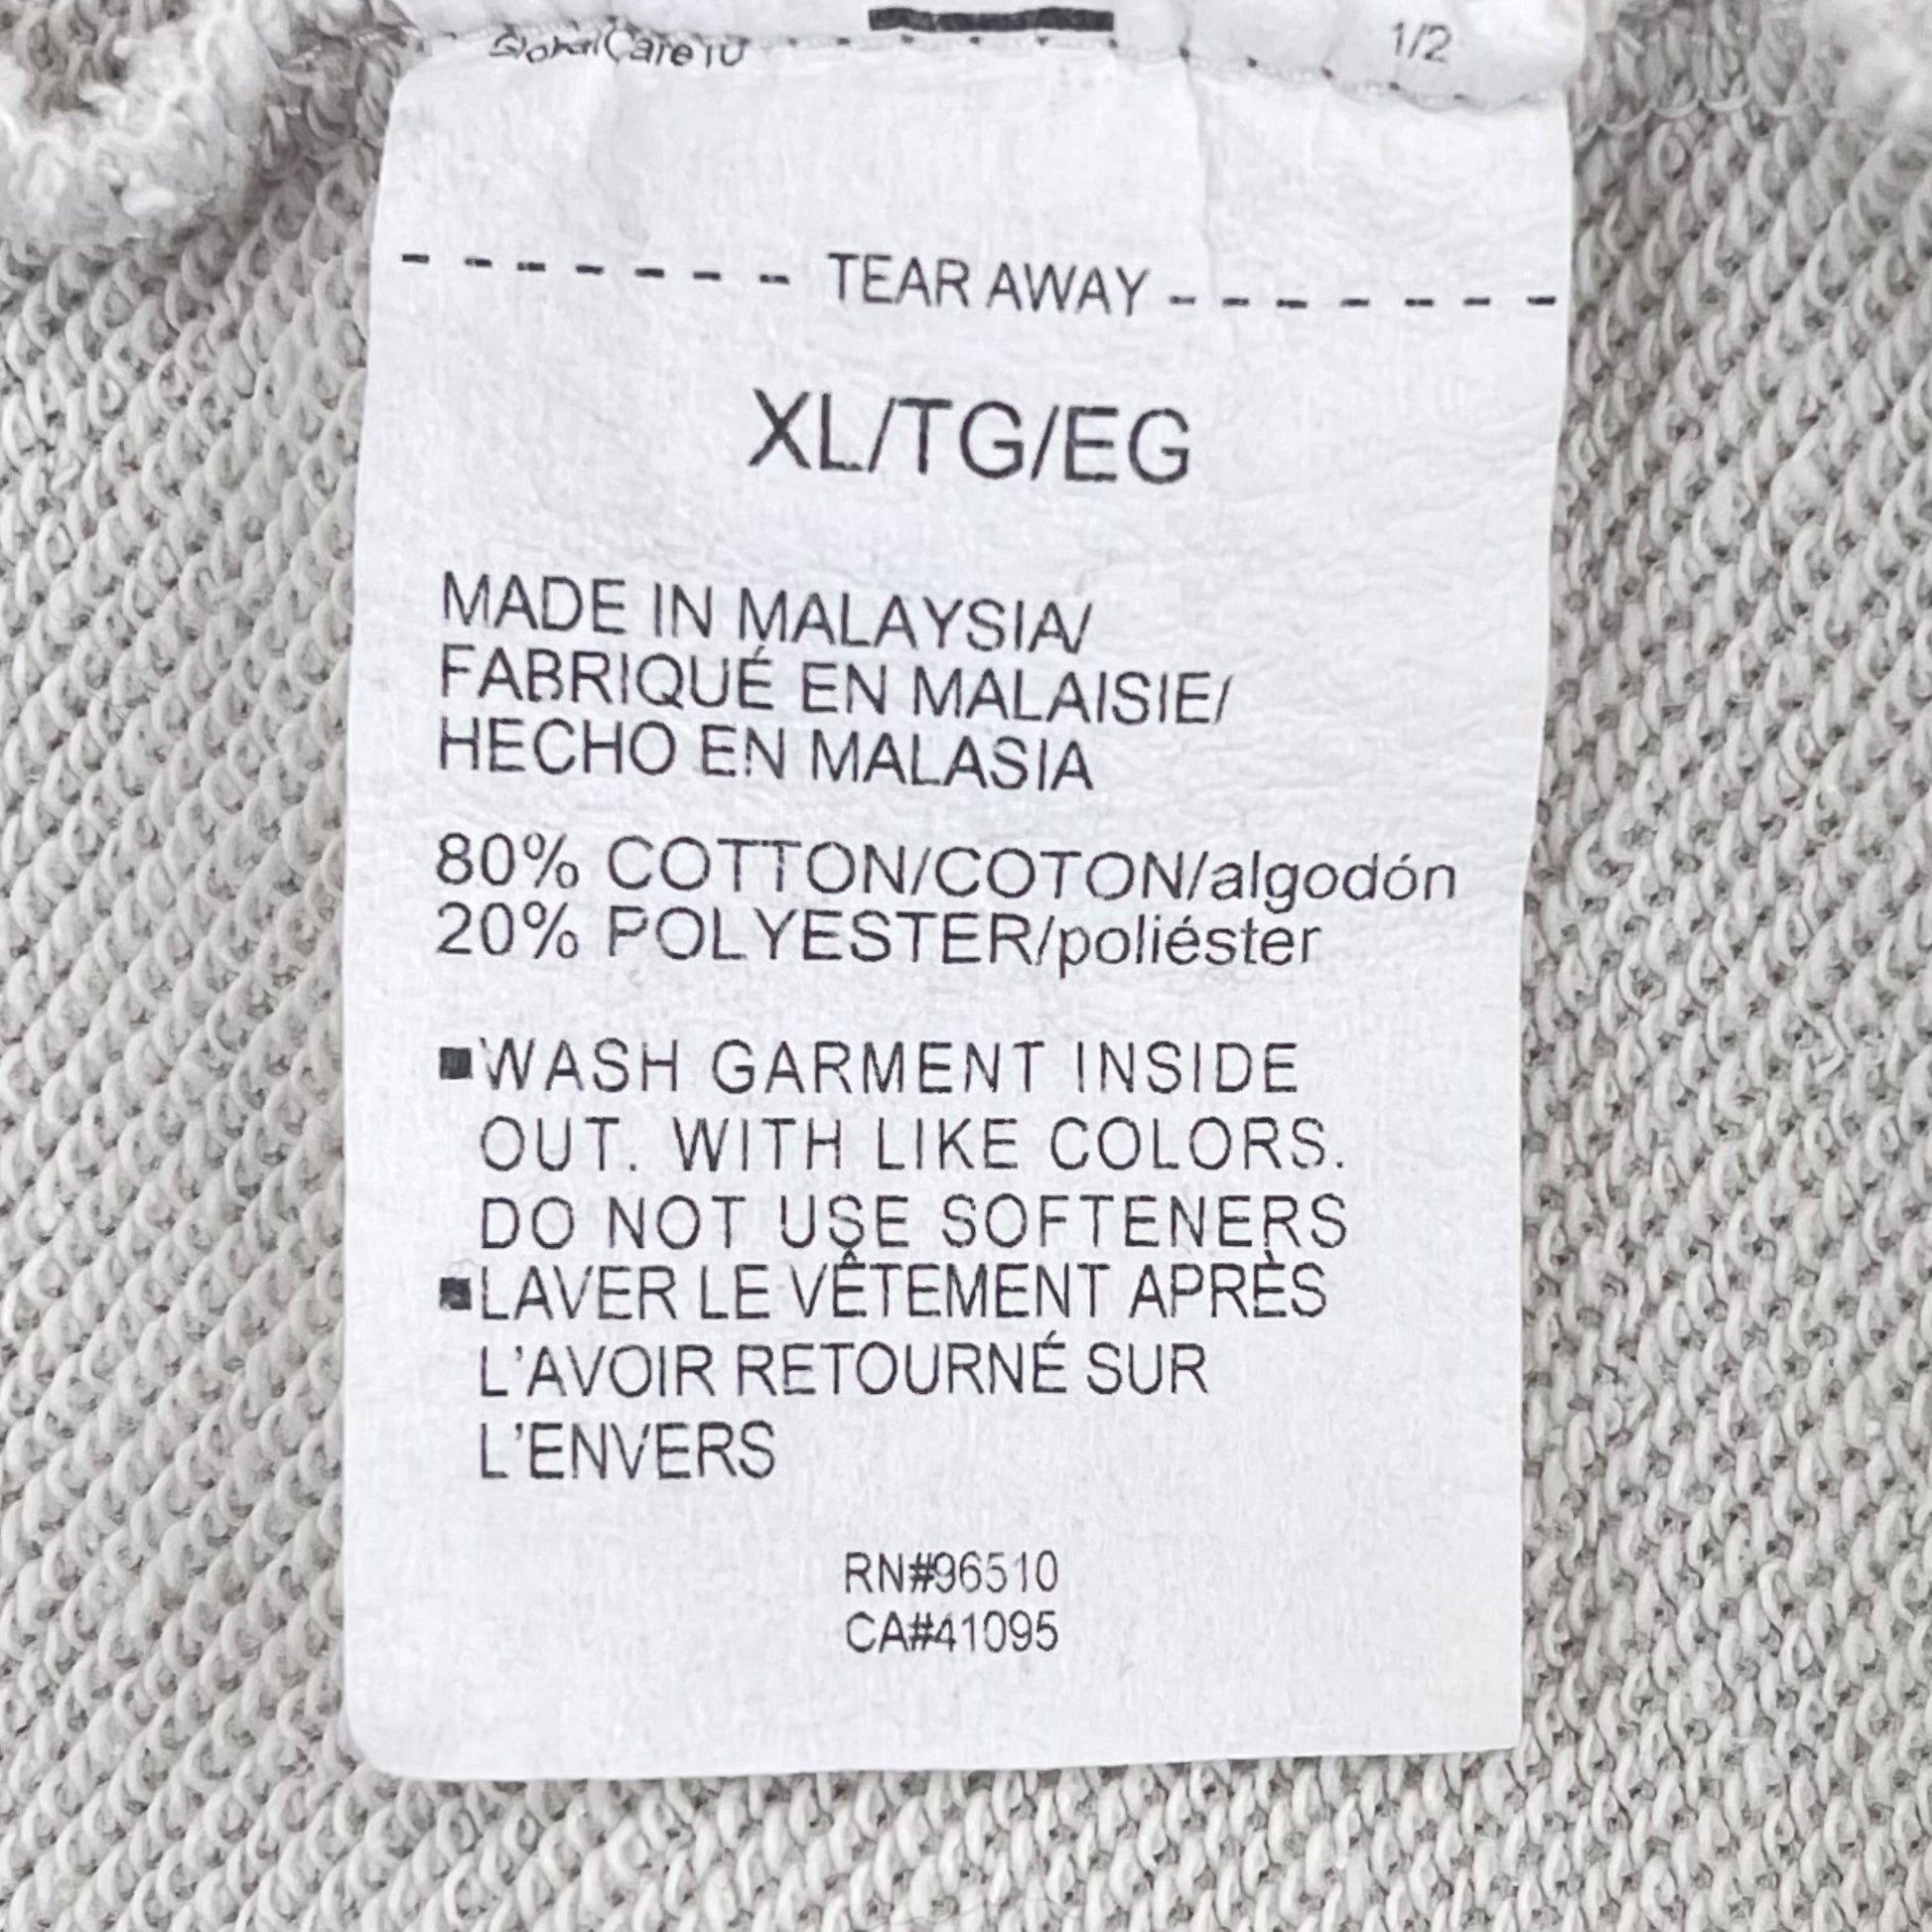 1/2
TEAR AWAY
XL/TG/EG
MADE IN MALAYSIA/
FABRIQUÉ EN MALAISIE/
HECHO EN MALASIA
80% COTTON/COTON/algodón
20% POLYESTER/poliéster
■WASH GARMENT INSIDE
OUT. WITH LIKE COLORS.
DO NOT USE SOFTENERS
■LAVER LE VÊTEMENT APRÈS
L'AVOIR RETOURNÉ SUR
L'ENVERS
RN#96510
CA#41095